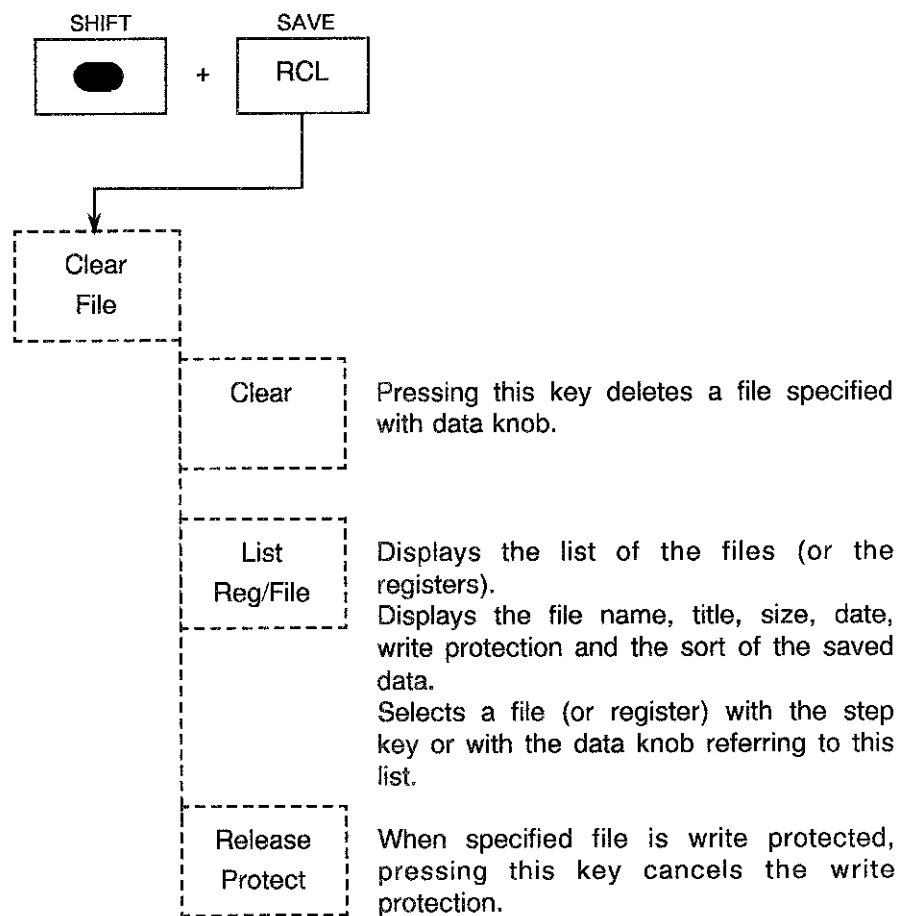 SHIFT SAVE
+ RCL
Clear
File
Clear
Pressing this key deletes a file specified
with data knob.
List
Reg/File
Displays the list of the files (or the
registers).
Displays the file name, title, size, date,
write protection and the sort of the saved
data.
Selects a file (or register) with the step
key or with the data knob referring to this
list.
Release
Protect
When specified file is write protected,
pressing this key cancels the write
protection.